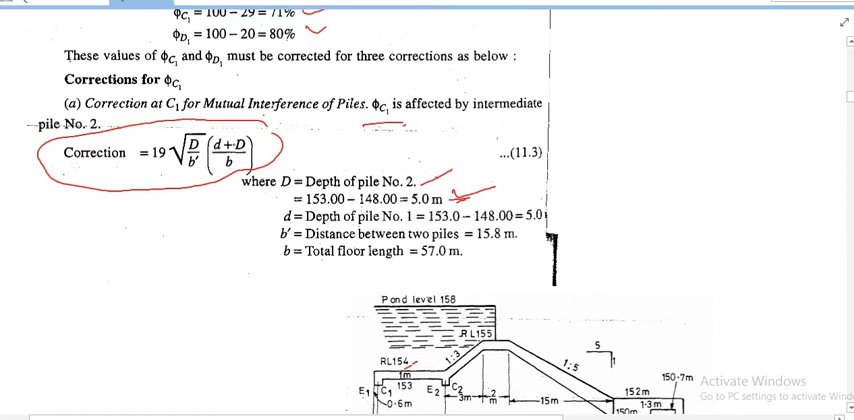 ϕC₁ = 100 − 29 = 71%
ϕD₁ = 100 − 20 = 80%
These values of ϕC₁ and ϕD₁ must be corrected for three corrections as below :
Corrections for ϕC₁
(a) Correction at C₁ for Mutual Interference of Piles. ϕC₁ is affected by intermediate
pile No. 2.
Correction = 19 √(D/b′) ((d + D)/b) ...(11.3)
where D = Depth of pile No. 2.
= 153.00 − 148.00 = 5.0 m
d = Depth of pile No. 1 = 153.0 − 148.00 = 5.0
b′ = Distance between two piles = 15.8 m.
b = Total floor length = 57.0 m.
Pond level 158
RL155
RL154
1:3
1:5
5
1
1m
E₁ C₁ 153 E₂ C₂
0·6m
3m
2
m
15m
152m
150·7m
1·3m
150m
Activate Windows
Go to PC settings to activate Wind